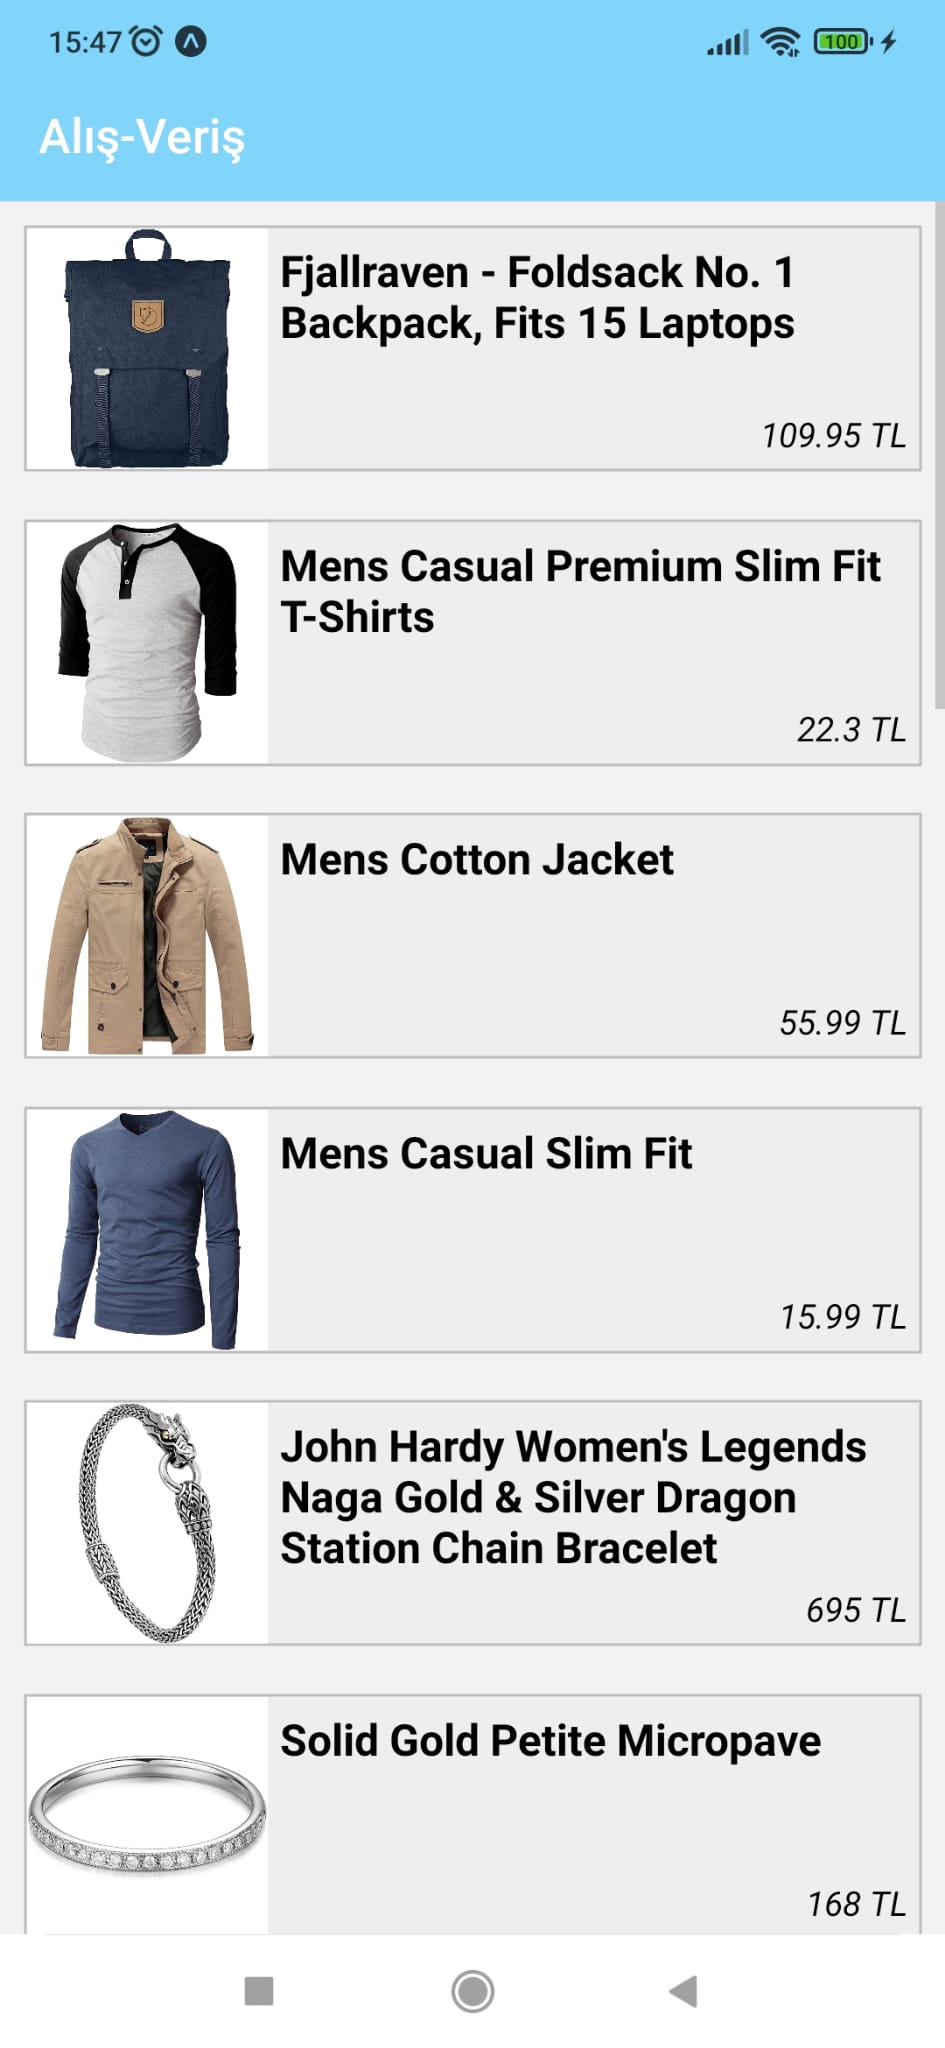 15:47
100
Alış-Veriş
Fjallraven - Foldsack No. 1
Backpack, Fits 15 Laptops
109.95 TL
Mens Casual Premium Slim Fit
T-Shirts
22.3 TL
Mens Cotton Jacket
55.99 TL
Mens Casual Slim Fit
15.99 TL
John Hardy Women's Legends
Naga Gold & Silver Dragon
Station Chain Bracelet
695 TL
Solid Gold Petite Micropave
168 TL